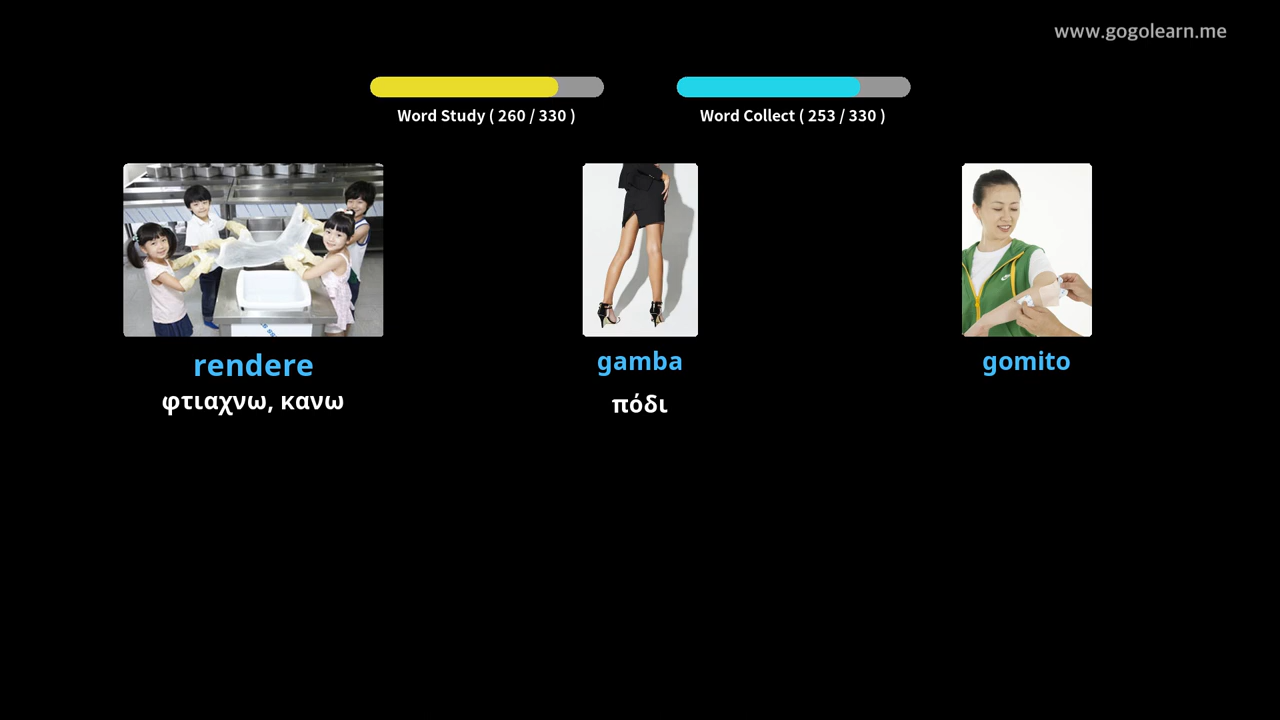 www.gogolearn.me
Word Study ( 260 / 330 )
Word Collect ( 253 / 330 )
rendere
φτιαχνω, κανω
gamba
πόδι
gomito